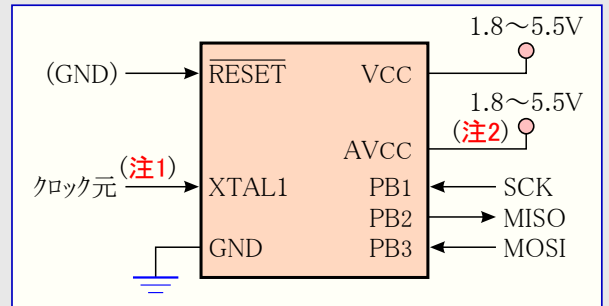 1.8～5.5V
(GND)
RESET
VCC
1.8～5.5V
(注2)
AVCC
(注1)
ｸﾛｯｸ元
XTAL1
PB1
SCK
PB2
MISO
GND
PB3
MOSI